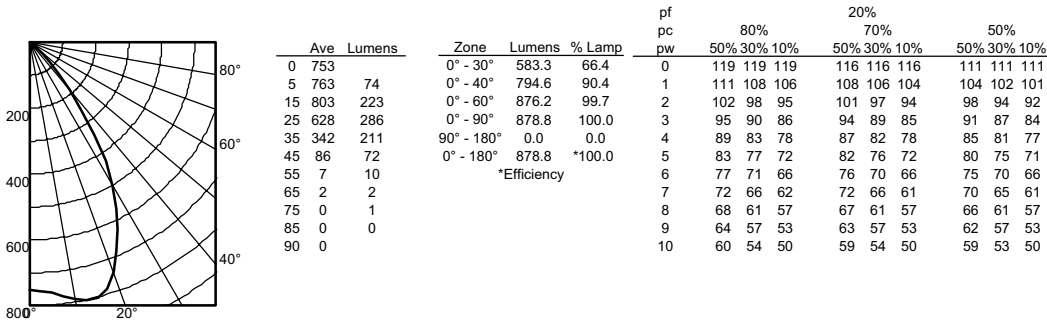 80°
200
60°
400
600
40°
800
0°
20°
Ave Lumens
0 753
5 763 74
15 803 223
25 628 286
35 342 211
45 86 72
55 7 10
65 2 2
75 0 1
85 0 0
90 0
Zone Lumens % Lamp
0° - 30° 583.3 66.4
0° - 40° 794.6 90.4
0° - 60° 876.2 99.7
0° - 90° 878.8 100.0
90° - 180° 0.0 0.0
0° - 180° 878.8 *100.0
*Efficiency
pf 20%
pc 80% 70% 50%
pw 50% 30% 10% 50% 30% 10% 50% 30% 10%
0 119 119 119 116 116 116 111 111 111
1 111 108 106 108 106 104 104 102 101
2 102 98 95 101 97 94 98 94 92
3 95 90 86 94 89 85 91 87 84
4 89 83 78 87 82 78 85 81 77
5 83 77 72 82 76 72 80 75 71
6 77 71 66 76 70 66 75 70 66
7 72 66 62 72 66 61 70 65 61
8 68 61 57 67 61 57 66 61 57
9 64 57 53 63 57 53 62 57 53
10 60 54 50 59 54 50 59 53 50